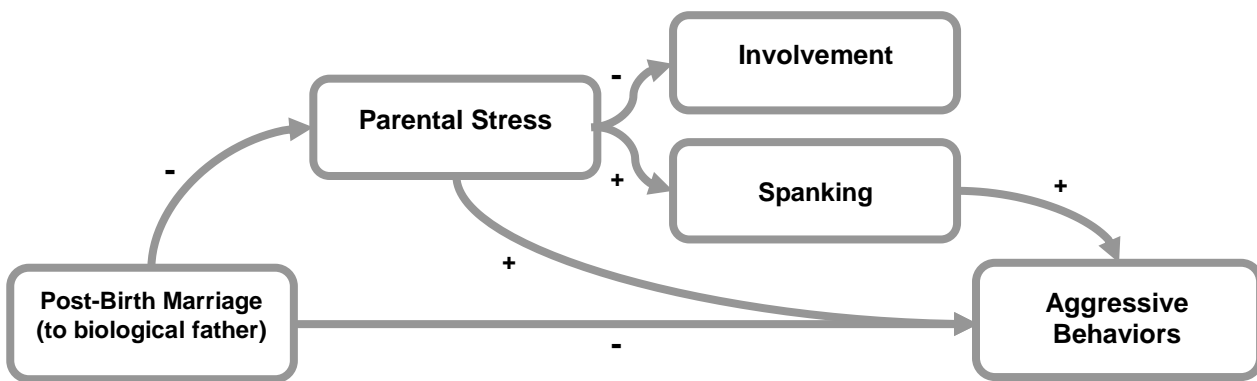 Involvement
-
Parental Stress
+
Spanking
+
-
+
Post-Birth Marriage
(to biological father)
Aggressive
Behaviors
-